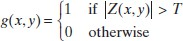 g(x, y) = { 1 if |Z(x, y)| > T
0 otherwise